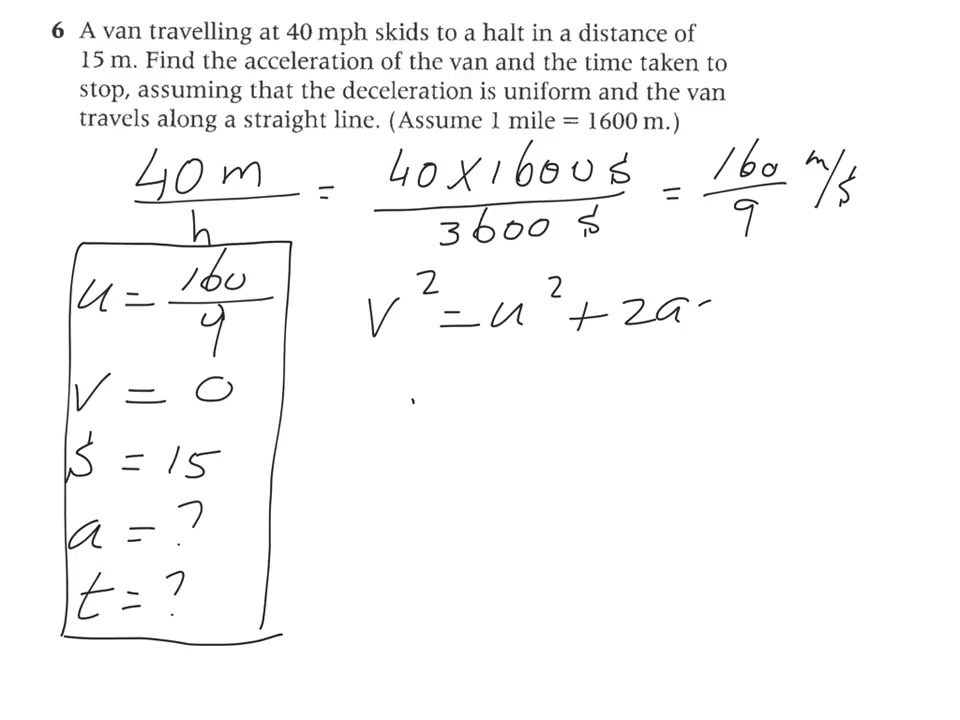 6 A van travelling at 40 mph skids to a halt in a distance of
15 m. Find the acceleration of the van and the time taken to
stop, assuming that the deceleration is uniform and the van
travels along a straight line. (Assume 1 mile = 1600 m.)
40 m / h = 40 X 1600 $ / 3600 $ = 160 / 9 m/$
u = 160 / 9
v² = u² + 2a
v = 0
$ = 15
a = ?
t = ?